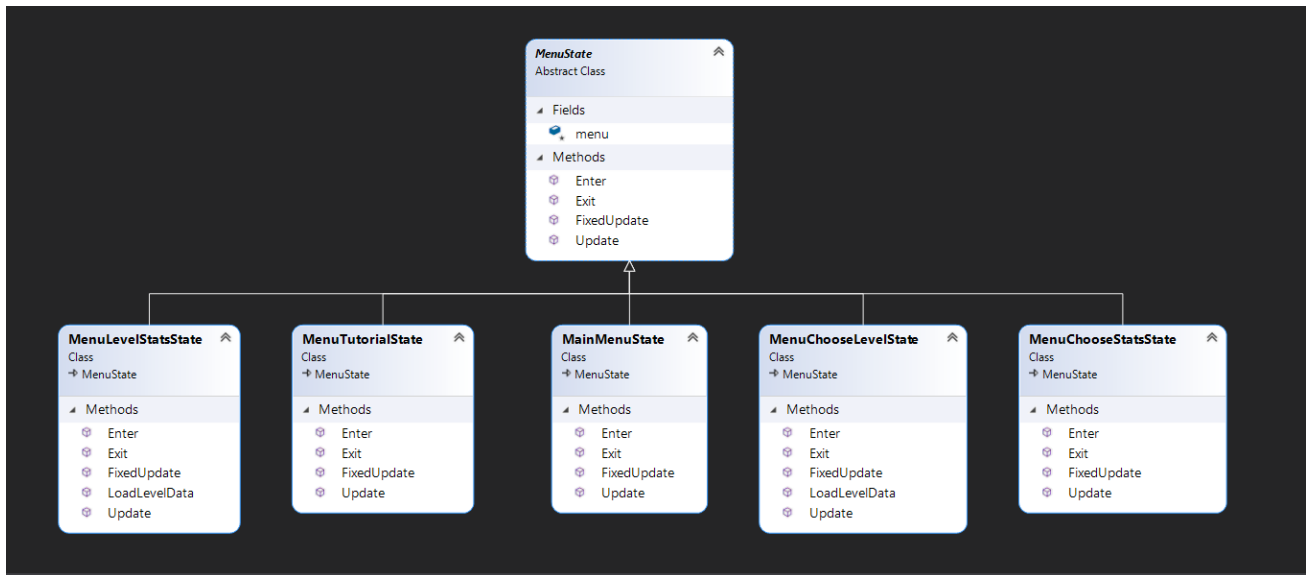 MenuState
Abstract Class
Fields
menu
Methods
Enter
Exit
FixedUpdate
Update
MenuLevelStatsState
Class
MenuState
Methods
Enter
Exit
FixedUpdate
LoadLevelData
Update
MenuTutorialState
Class
MenuState
Methods
Enter
Exit
FixedUpdate
Update
MainMenuState
Class
MenuState
Methods
Enter
Exit
FixedUpdate
Update
MenuChooseLevelState
Class
MenuState
Methods
Enter
Exit
FixedUpdate
LoadLevelData
Update
MenuChooseStatsState
Class
MenuState
Methods
Enter
Exit
FixedUpdate
Update